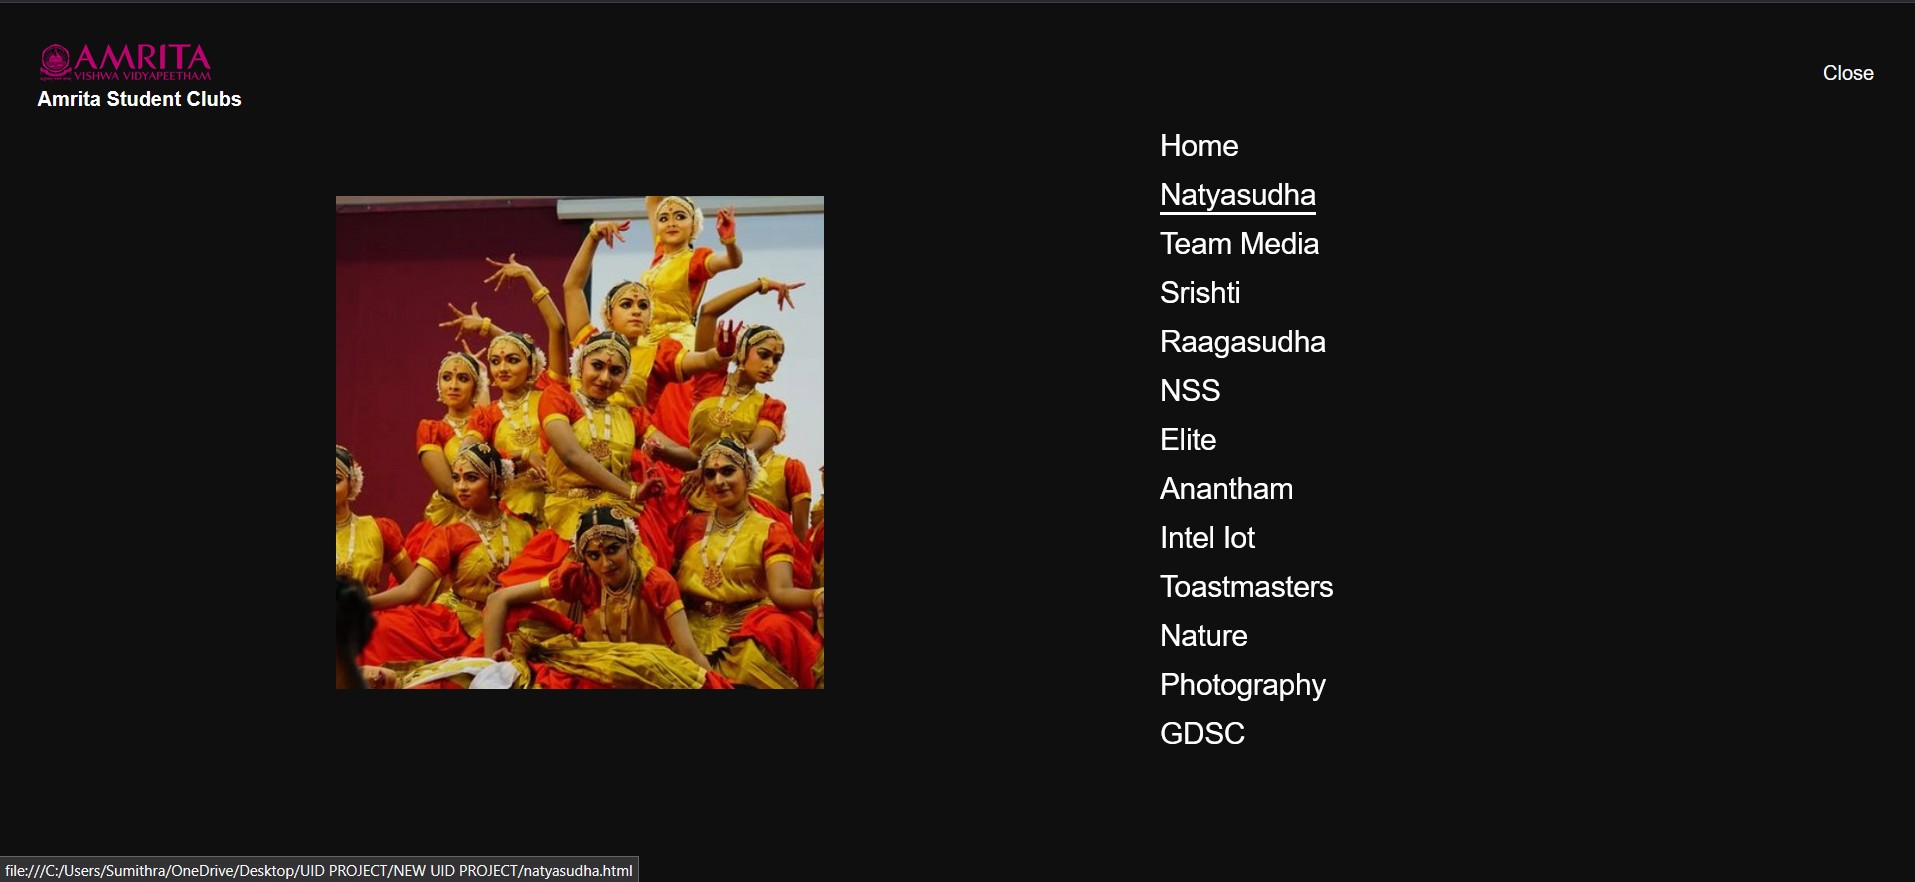 AMRITA
VISHWA VIDYAPEETHAM
Amrita Student Clubs
Close
Home
Natyasudha
Team Media
Srishti
Raagasudha
NSS
Elite
Anantham
Intel Iot
Toastmasters
Nature
Photography
GDSC
file:///C:/Users/Sumithra/OneDrive/Desktop/UID PROJECT/NEW UID PROJECT/natyasudha.html